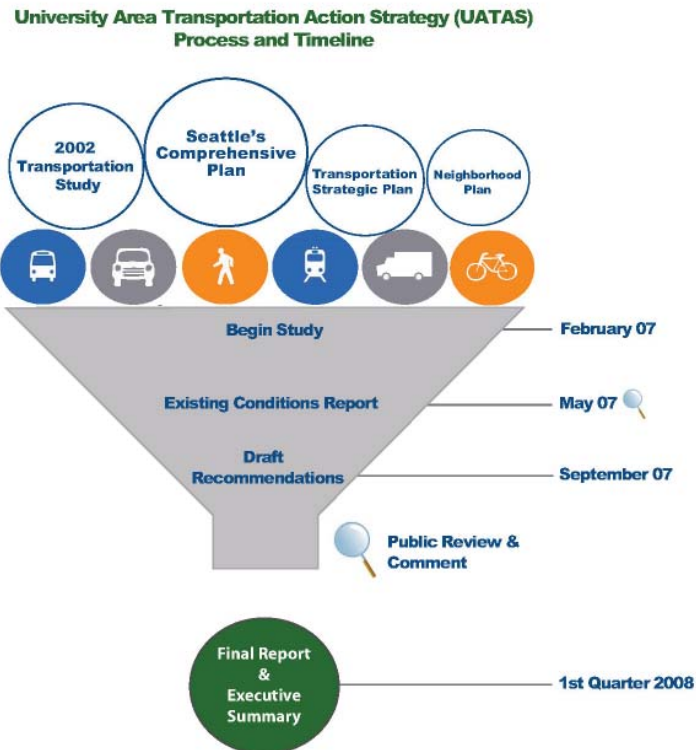 University Area Transportation Action Strategy (UATAS)
Process and Timeline
2002
Transportation
Study
Seattle's
Comprehensive
Plan
Transportation
Strategic Plan
Neighborhood
Plan
Begin Study
February 07
Existing Conditions Report
May 07
Draft
Recommendations
September 07
Public Review &
Comment
Final Report
&
Executive
Summary
1st Quarter 2008